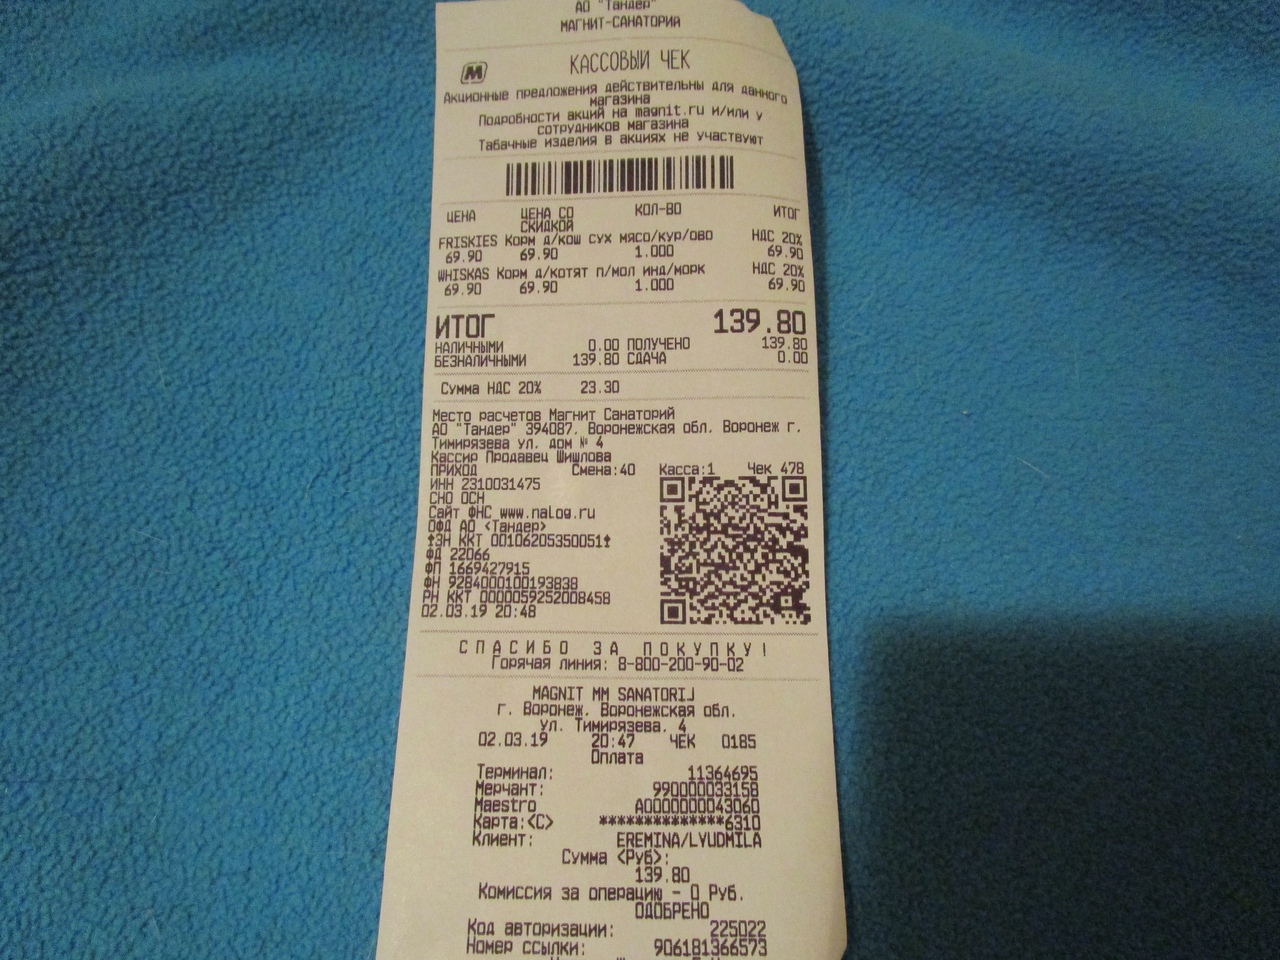 АО "Тандер"
МАГНИТ-САНАТОРИЙ
КАССОВЫЙ ЧЕК
Акционные предложения действительны для данного
магазина
Подробности акций на magnit.ru и/или у
сотрудников магазина
Табачные изделия в акциях не участвуют
ЦЕНА ЦЕНА СО СКИДКОЙ КОЛ-ВО ИТОГ
FRISKIES Корм д/кош сух мясо/кур/ово НДС 20%
69.90 69.90 1.000 69.90
WHISKAS Корм д/котят п/мол инд/морк НДС 20%
69.90 69.90 1.000 69.90
ИТОГ 139.80
НАЛИЧНЫМИ 0.00 ПОЛУЧЕНО 139.80
БЕЗНАЛИЧНЫМИ 139.80 СДАЧА 0.00
Сумма НДС 20% 23.30
Место расчетов Магнит Санаторий
АО "Тандер" 394087, Воронежская обл, Воронеж г,
Тимирязева ул, дом № 4
Кассир Продавец Шишлова
ПРИХОД Смена:40 Касса:1 Чек 478
ИНН 2310031475
СНО ОСН
Сайт ФНС www.nalog.ru
ОФД АО <Тандер>
ЗН ККТ 001062053500511
ФД 22066
ФП 1669427915
ФН 9284000100193838
РН ККТ 0000059252008458
02.03.19 20:48
СПАСИБО ЗА ПОКУПКУ!
Горячая линия: 8-800-200-90-02
MAGNIT MM SANATORIJ
г. Воронеж, Воронежская обл.
ул. Тимирязева, 4
02.03.19 20:47 ЧЕК 0185
Оплата
Терминал: 11364695
Мерчант: 990000033158
Maestro A0000000043060
Карта:<C> *************6310
Клиент: EREMINA/LYUDMILA
Сумма <Руб>:
139.80
Комиссия за операцию - 0 Руб.
ОДОБРЕНО
Код авторизации: 225022
Номер ссылки: 906181366573